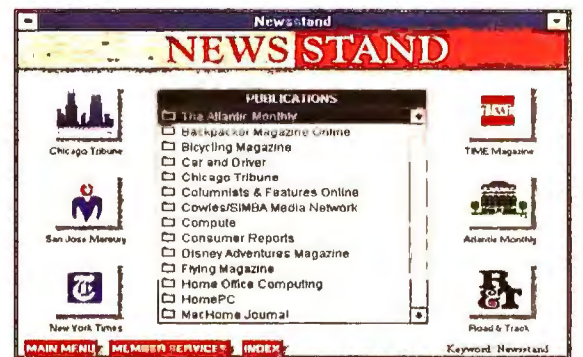 Newsstand
NEWSSTAND
PUBLICATIONS
The Atlantic Monthly
Backpacker Magazine Online
Bicycling Magazine
Car and Driver
Chicago Tribune
Columnists & Features Online
Cowles/SIMBA Media Network
Compute
Consumer Reports
Disney Adventures Magazine
Flying Magazine
Home Office Computing
HomePC
MacHome Journal
Chicago Tribune
San Jose Mercury
New York Times
TIME
TIME Magazine
Atlantic Monthly
R&T
Road & Track
MAIN MENU
MEMBER SERVICES
INDEX
Keyword: Newsstand